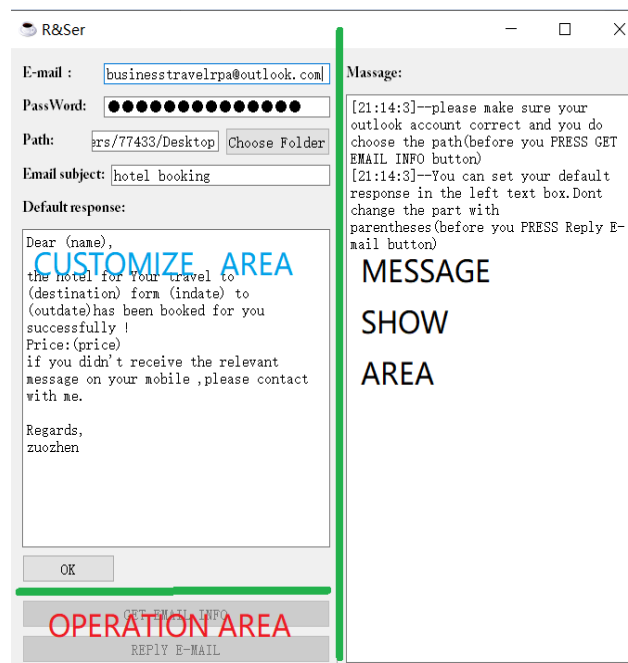 R&Ser
E-mail :
businesstravelrpa@outlook.com
PassWord:
Path:
ers/77433/Desktop
Choose Folder
Email subject:
hotel booking
Default response:
Dear (name),
CUSTOMIZE AREA
the hotel for Your travel to
(destination) form (indate) to
(outdate)has been booked for you
successfully !
Price:(price)
if you didn't receive the relevant
message on your mobile ,please contact
with me.
Regards,
zuozhen
OK
GET EMAIL INFO
OPERATION AREA
REPlY E-MAIL
Massage:
[21:14:3]--please make sure your
outlook account correct and you do
choose the path(before you PRESS GET
EMAIL INFO button)
[21:14:3]--You can set your default
response in the left text box.Dont
change the part with
parentheses(before you PRESS Reply E-
mail button)
MESSAGE
SHOW
AREA